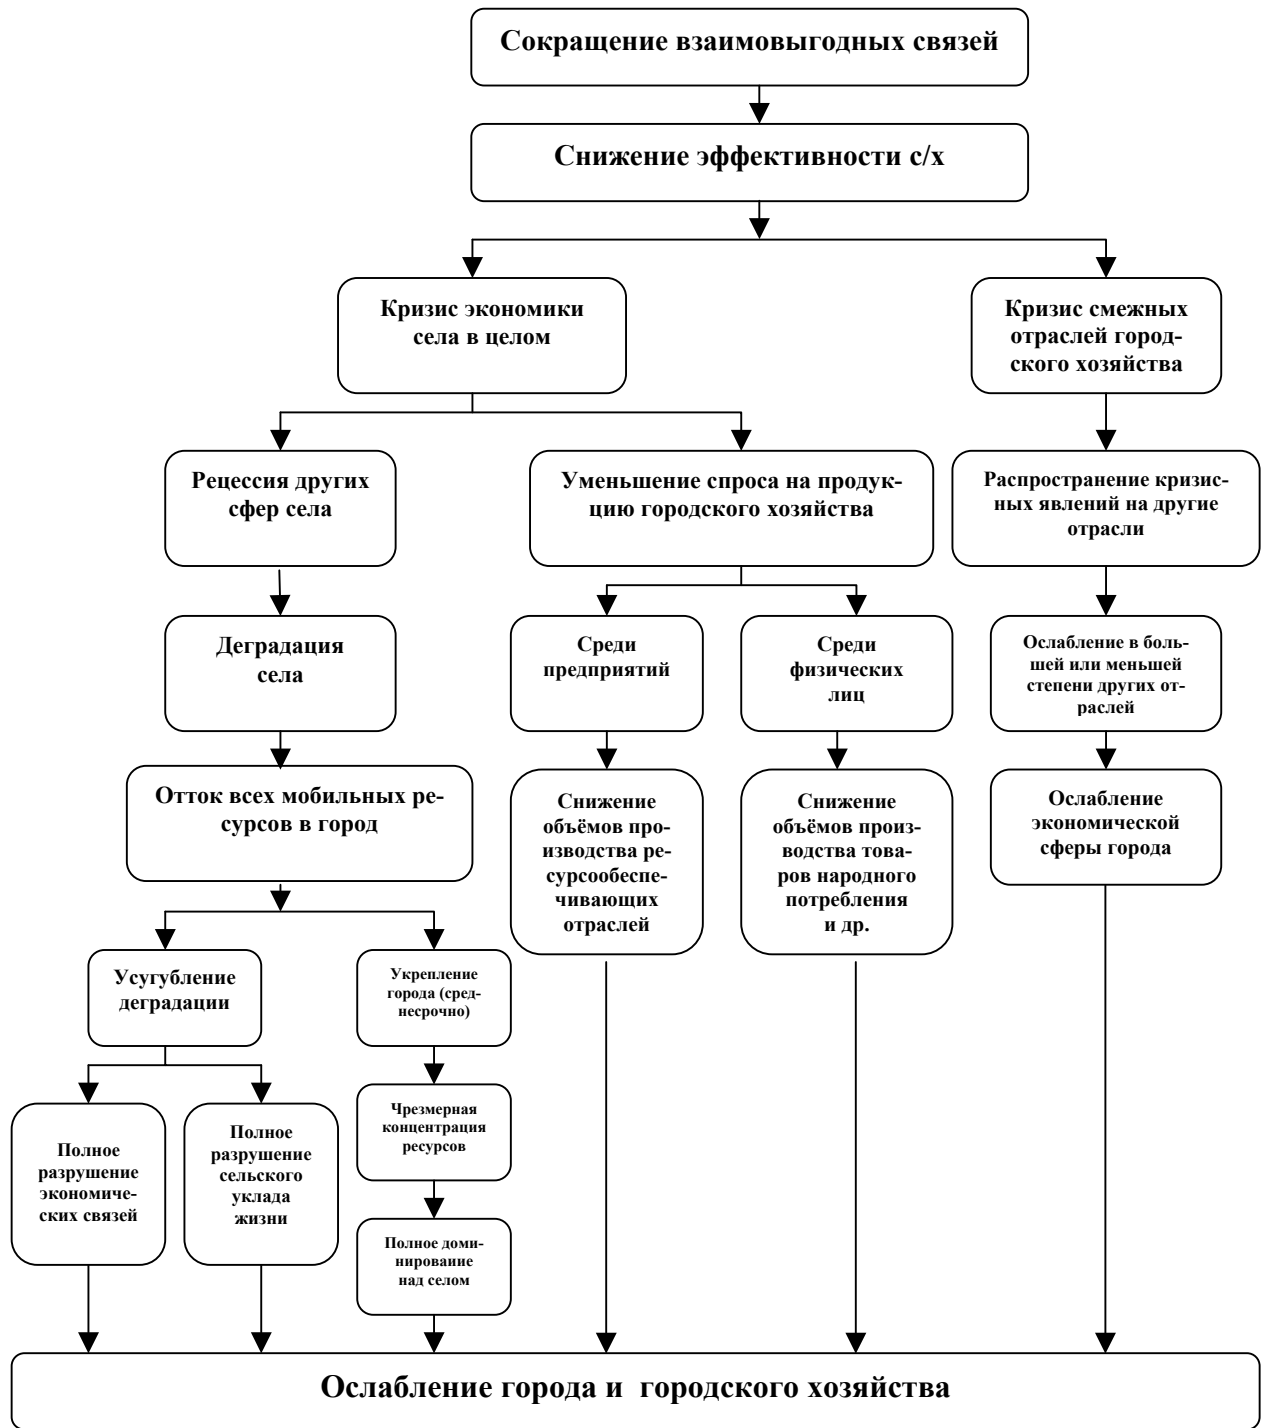 Сокращение взаимовыгодных связей
Снижение эффективности с/х
Кризис экономики
села в целом
Кризис смежных
отраслей город-
ского хозяйства
Рецессия других
сфер села
Уменьшение спроса на продук-
цию городского хозяйства
Распространение кризис-
ных явлений на другие
отрасли
Деградация
села
Среди
предприятий
Среди
физических
лиц
Ослабление в боль-
шей или меньшей
степени других от-
раслей
Отток всех мобильных ре-
сурсов в город
Снижение
объёмов про-
изводства ре-
сурсообеспе-
чивающих
отраслей
Снижение
объёмов произ-
водства това-
ров народного
потребления
и др.
Ослабление
экономической
сферы города
Усугубление
деградации
Укрепление
города (сред-
несрочно)
Полное
разрушение
экономиче-
ских связей
Полное
разрушение
сельского
уклада
жизни
Чрезмерная
концентрация
ресурсов
Полное доми-
нирование
над селом
Ослабление города и  городского хозяйства